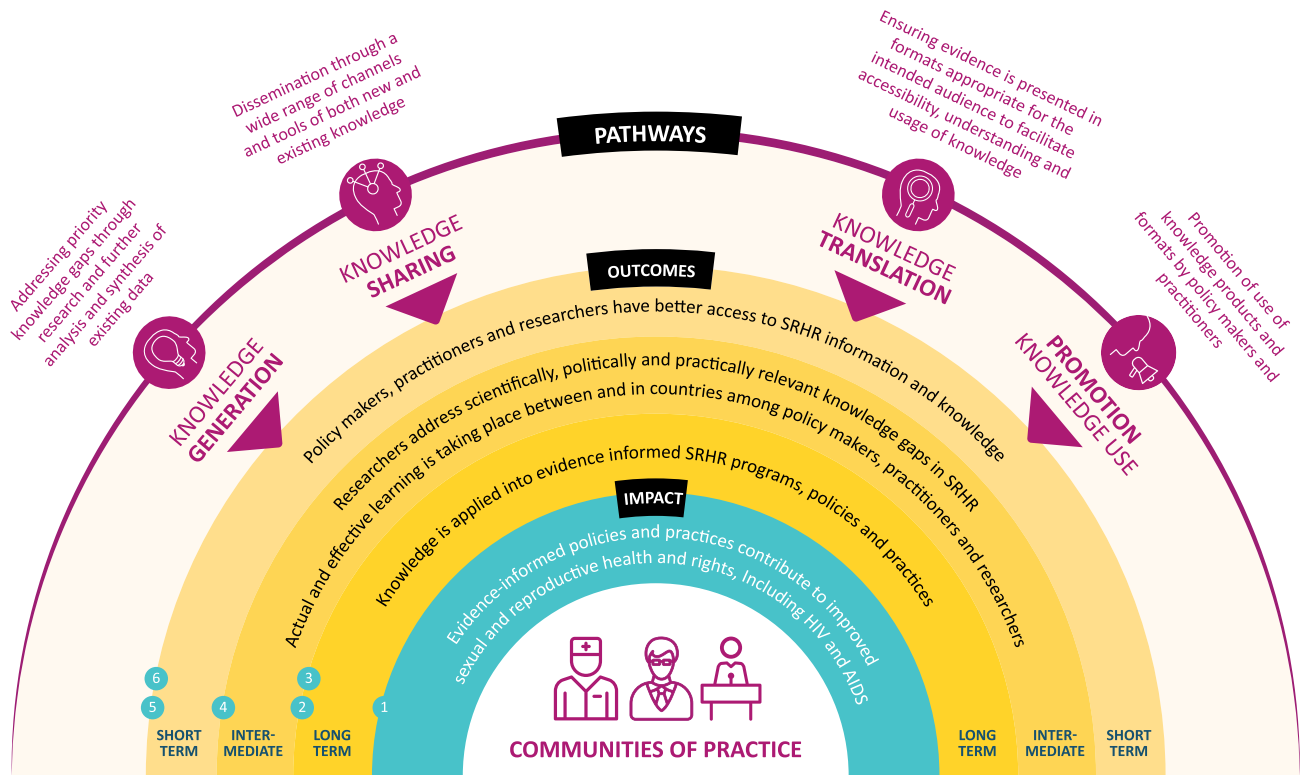 Addressing priority
knowledge gaps through
research and further
analysis and synthesis of
existing data
Dissemination through a
wide range of channels
and tools of both new and
existing knowledge
Ensuring evidence is presented in
formats appropriate for the
intended audience to facilitate
accessibility, understanding and
usage of knowledge
Promotion of use of
knowledge products and
formats by policy makers and
practitioners
PATHWAYS
KNOWLEDGE
GENERATION
KNOWLEDGE
SHARING
KNOWLEDGE
TRANSLATION
PROMOTION
KNOWLEDGE USE
OUTCOMES
Policy makers, practitioners and researchers have better access to SRHR information and knowledge
Researchers address scientifically, politically and practically relevant knowledge gaps in SRHR
Actual and effective learning is taking place between and in countries among policy makers, practitioners and researchers
Knowledge is applied into evidence informed SRHR programs, policies and practices
IMPACT
Evidence-informed policies and practices contribute to improved
sexual and reproductive health and rights, Including HIV and AIDS
6
5
4
3
2
1
SHORT
TERM
INTER-
MEDIATE
LONG
TERM
COMMUNITIES OF PRACTICE
LONG
TERM
INTER-
MEDIATE
SHORT
TERM